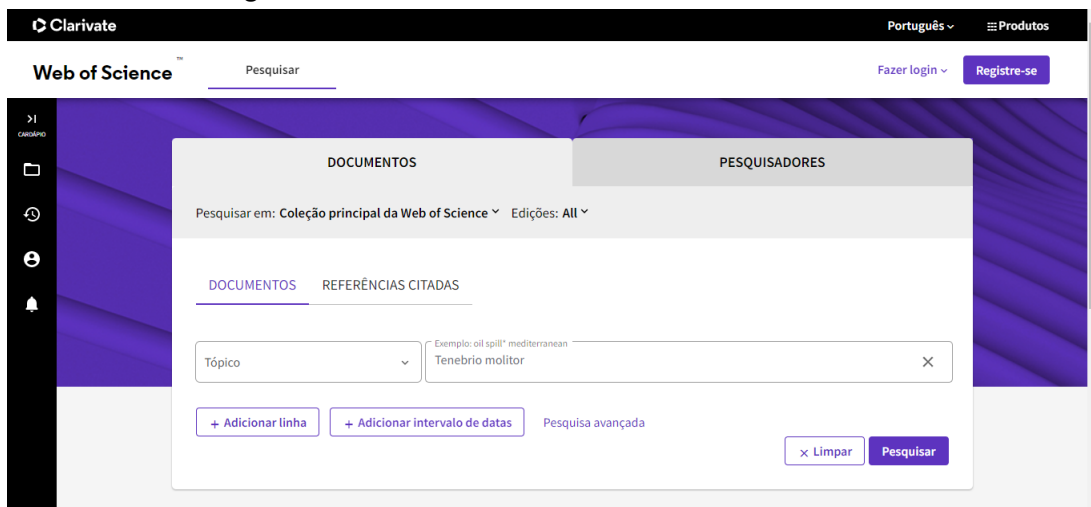 Clarivate
Português
Produtos
Web of Science™
Pesquisar
Fazer login
Registre-se
CARDÁPIO
DOCUMENTOS
PESQUISADORES
Pesquisar em: Coleção principal da Web of Science Edições: All
DOCUMENTOS
REFERÊNCIAS CITADAS
Tópico
Exemplo: oil spill* mediterranean
Tenebrio molitor
+ Adicionar linha
+ Adicionar intervalo de datas
Pesquisa avançada
× Limpar
Pesquisar